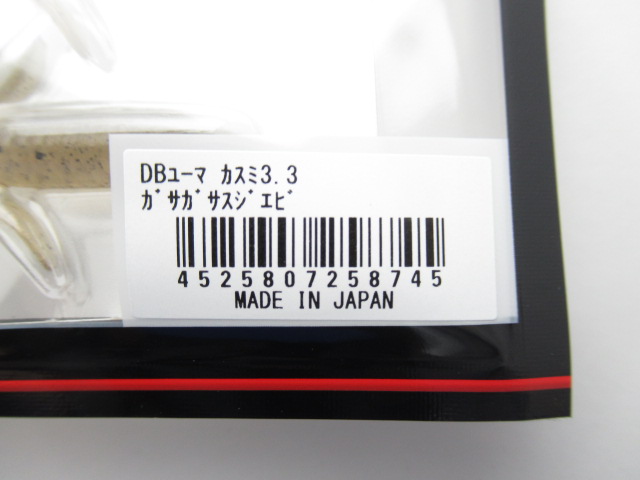 DBﾕｰﾏ ｶｽﾐ3.3
ｶﾞｻｶﾞｻｽｼﾞｴﾋﾞ
4525807258745
MADE IN JAPAN